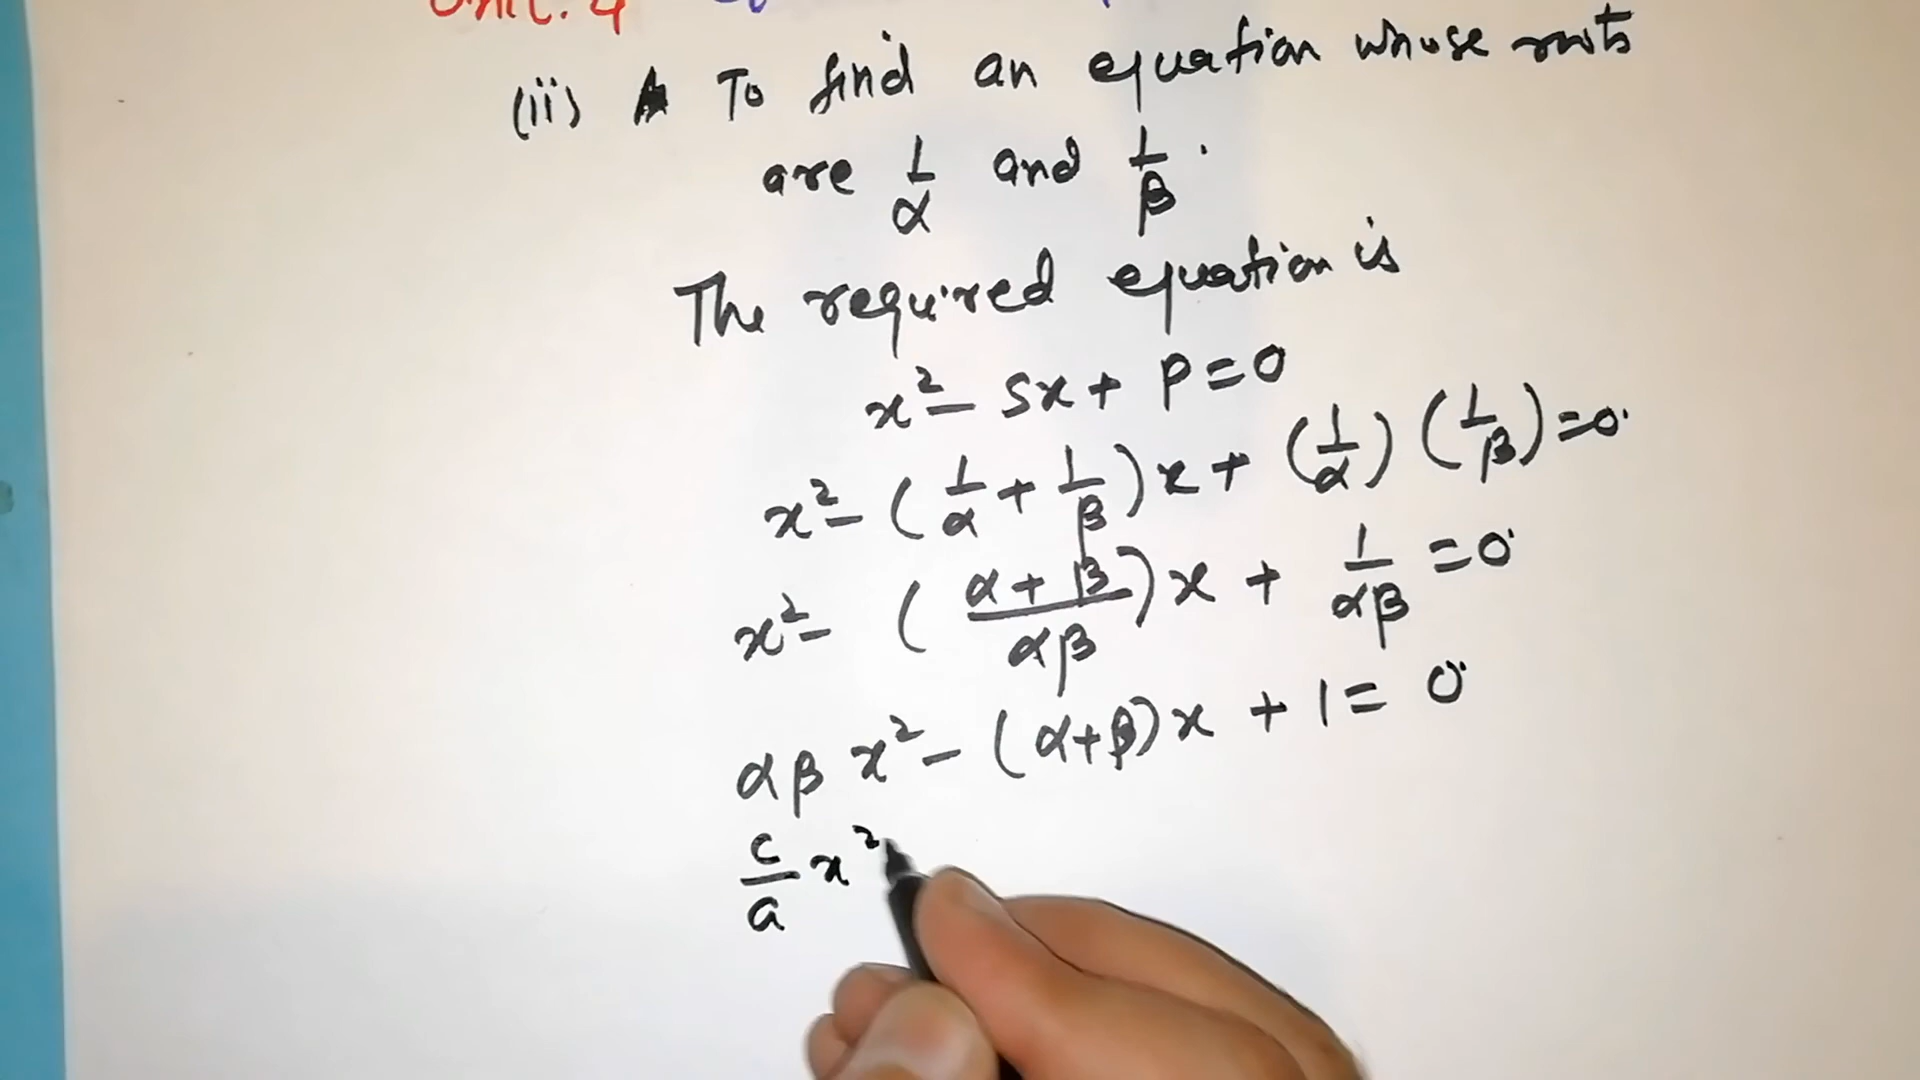 (ii) To find an equation whose roots
are 1/α and 1/β.
The required equation is
x² - Sx + P = 0
x² - (1/α + 1/β)x + (1/α)(1/β) = 0.
x² - (α + β / αβ)x + 1/αβ = 0
αβ x² - (α+β)x + 1 = 0
c/a x²